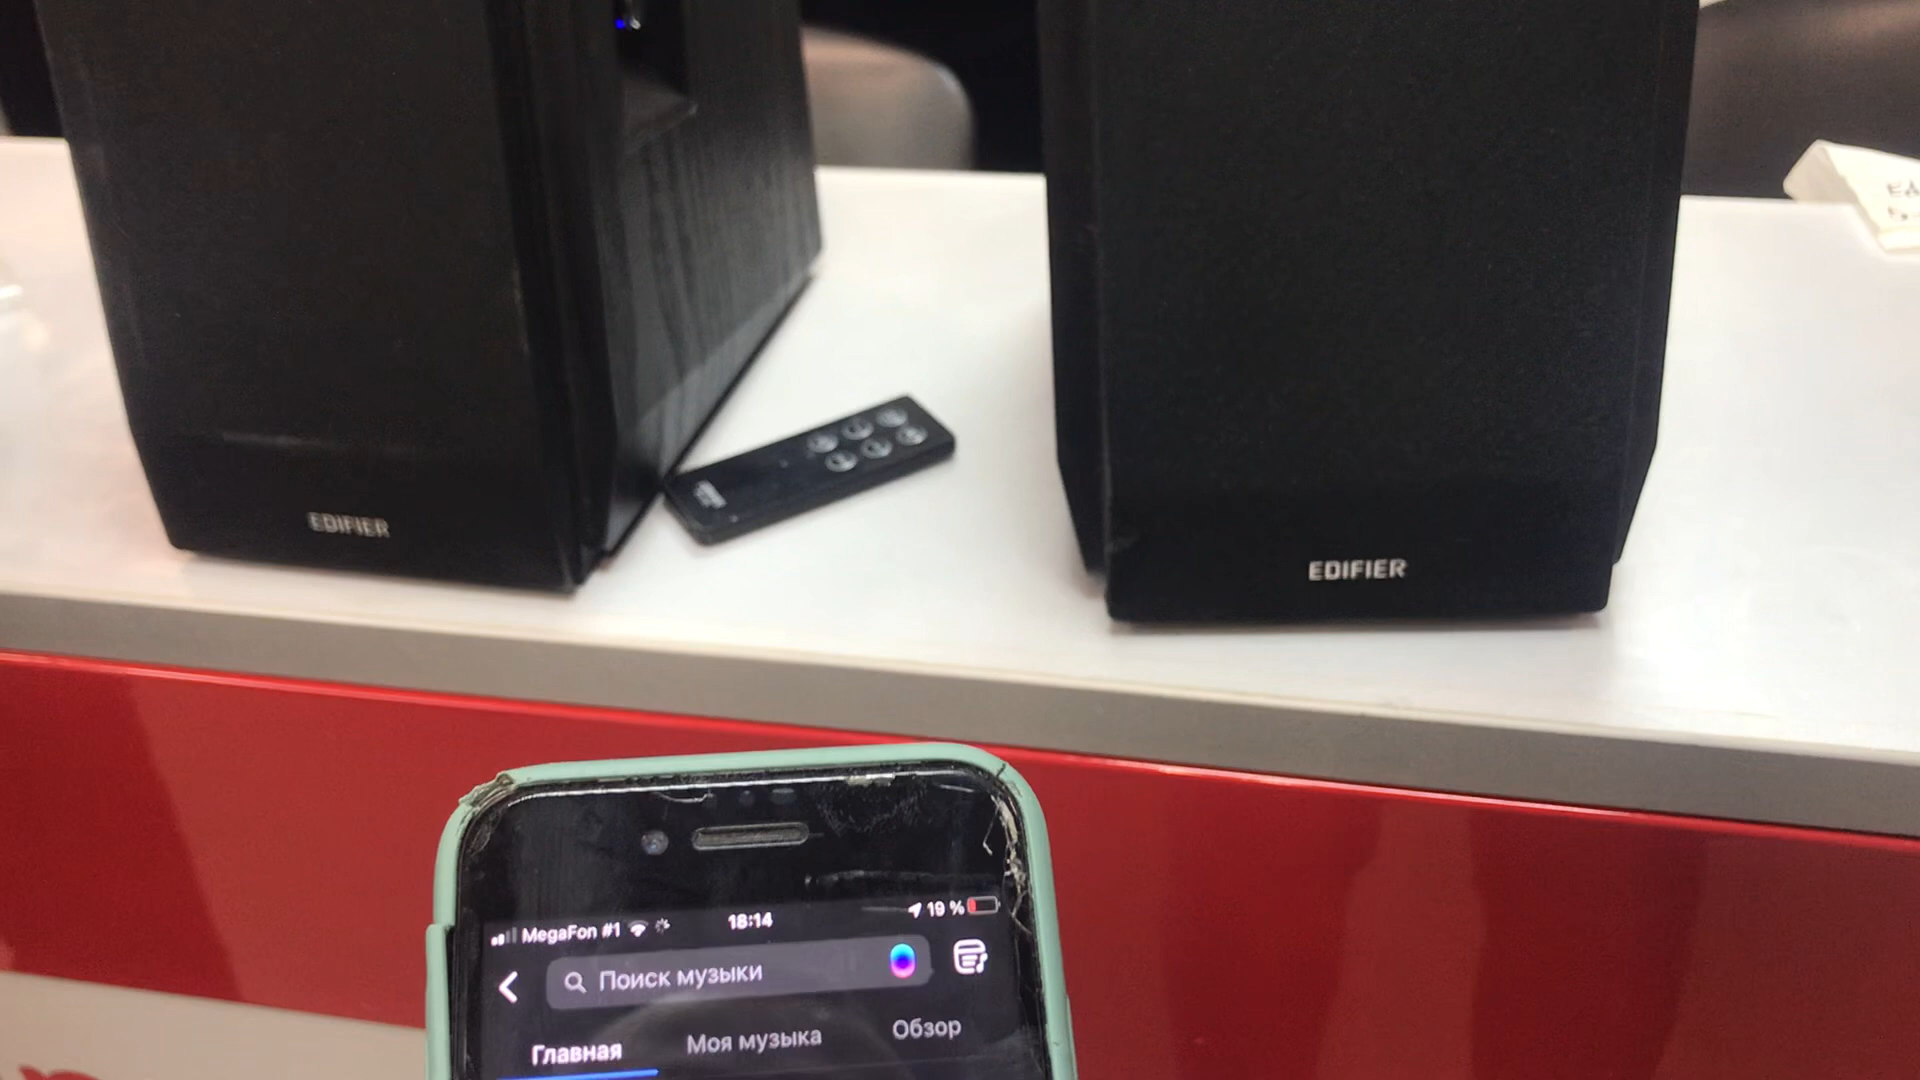 EDIFIER
EDIFIER
MegaFon #1
18:14
19 %
Поиск музыки
Главная
Моя музыка
Обзор